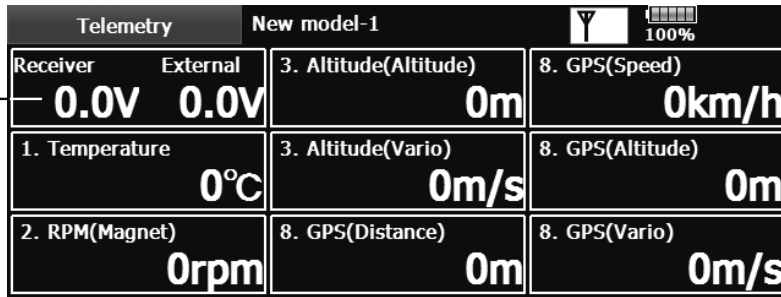 Telemetry New model-1 100%
Receiver External
0.0V 0.0V
3. Altitude(Altitude)
0m
8. GPS(Speed)
0km/h
1. Temperature
0°C
3. Altitude(Vario)
0m/s
8. GPS(Altitude)
0m
2. RPM(Magnet)
0rpm
8. GPS(Distance)
0m
8. GPS(Vario)
0m/s